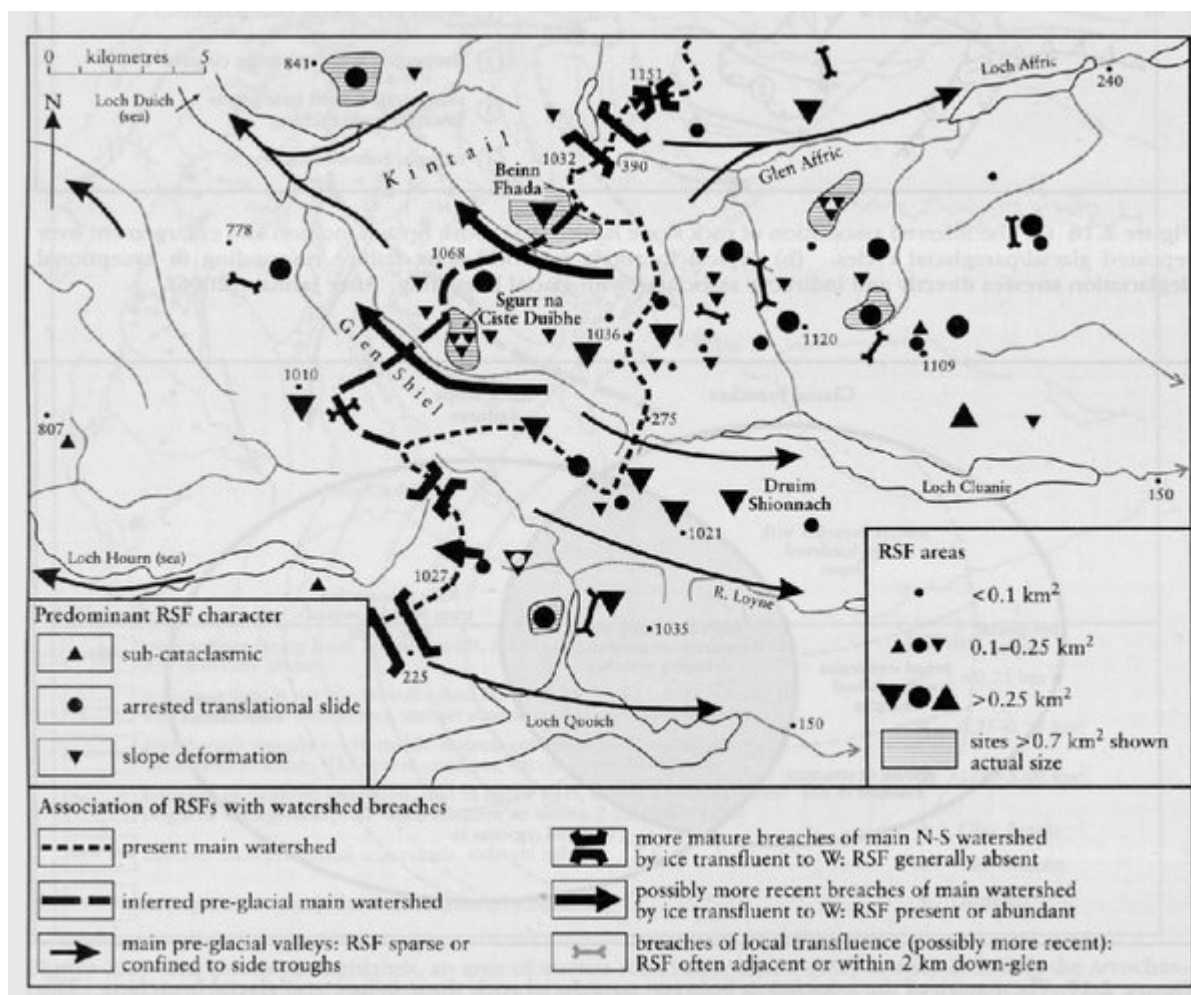 0 kilometres 5
N
Loch Duich
(sea)
841
1151
Loch Affric
240
Kintail
1032
390
Beinn
Fhada
Glen Affric
778
1068
Sgurr na
Ciste Duibhe
1036
1120
1109
Glen Shiel
1010
807
275
Loch Cluanie
150
Druim
Shionnach
1021
Loch Hourn (sea)
1027
R. Loyne
1035
225
Loch Quoich
150
RSF areas
<0.1 km²
0.1–0.25 km²
>0.25 km²
sites >0.7 km² shown
actual size
Predominant RSF character
sub-cataclasmic
arrested translational slide
slope deformation
Association of RSFs with watershed breaches
present main watershed
inferred pre-glacial main watershed
main pre-glacial valleys: RSF sparse or
confined to side troughs
more mature breaches of main N-S watershed
by ice transfluent to W: RSF generally absent
possibly more recent breaches of main watershed
by ice transfluent to W: RSF present or abundant
breaches of local transfluence (possibly more recent):
RSF often adjacent or within 2 km down-glen